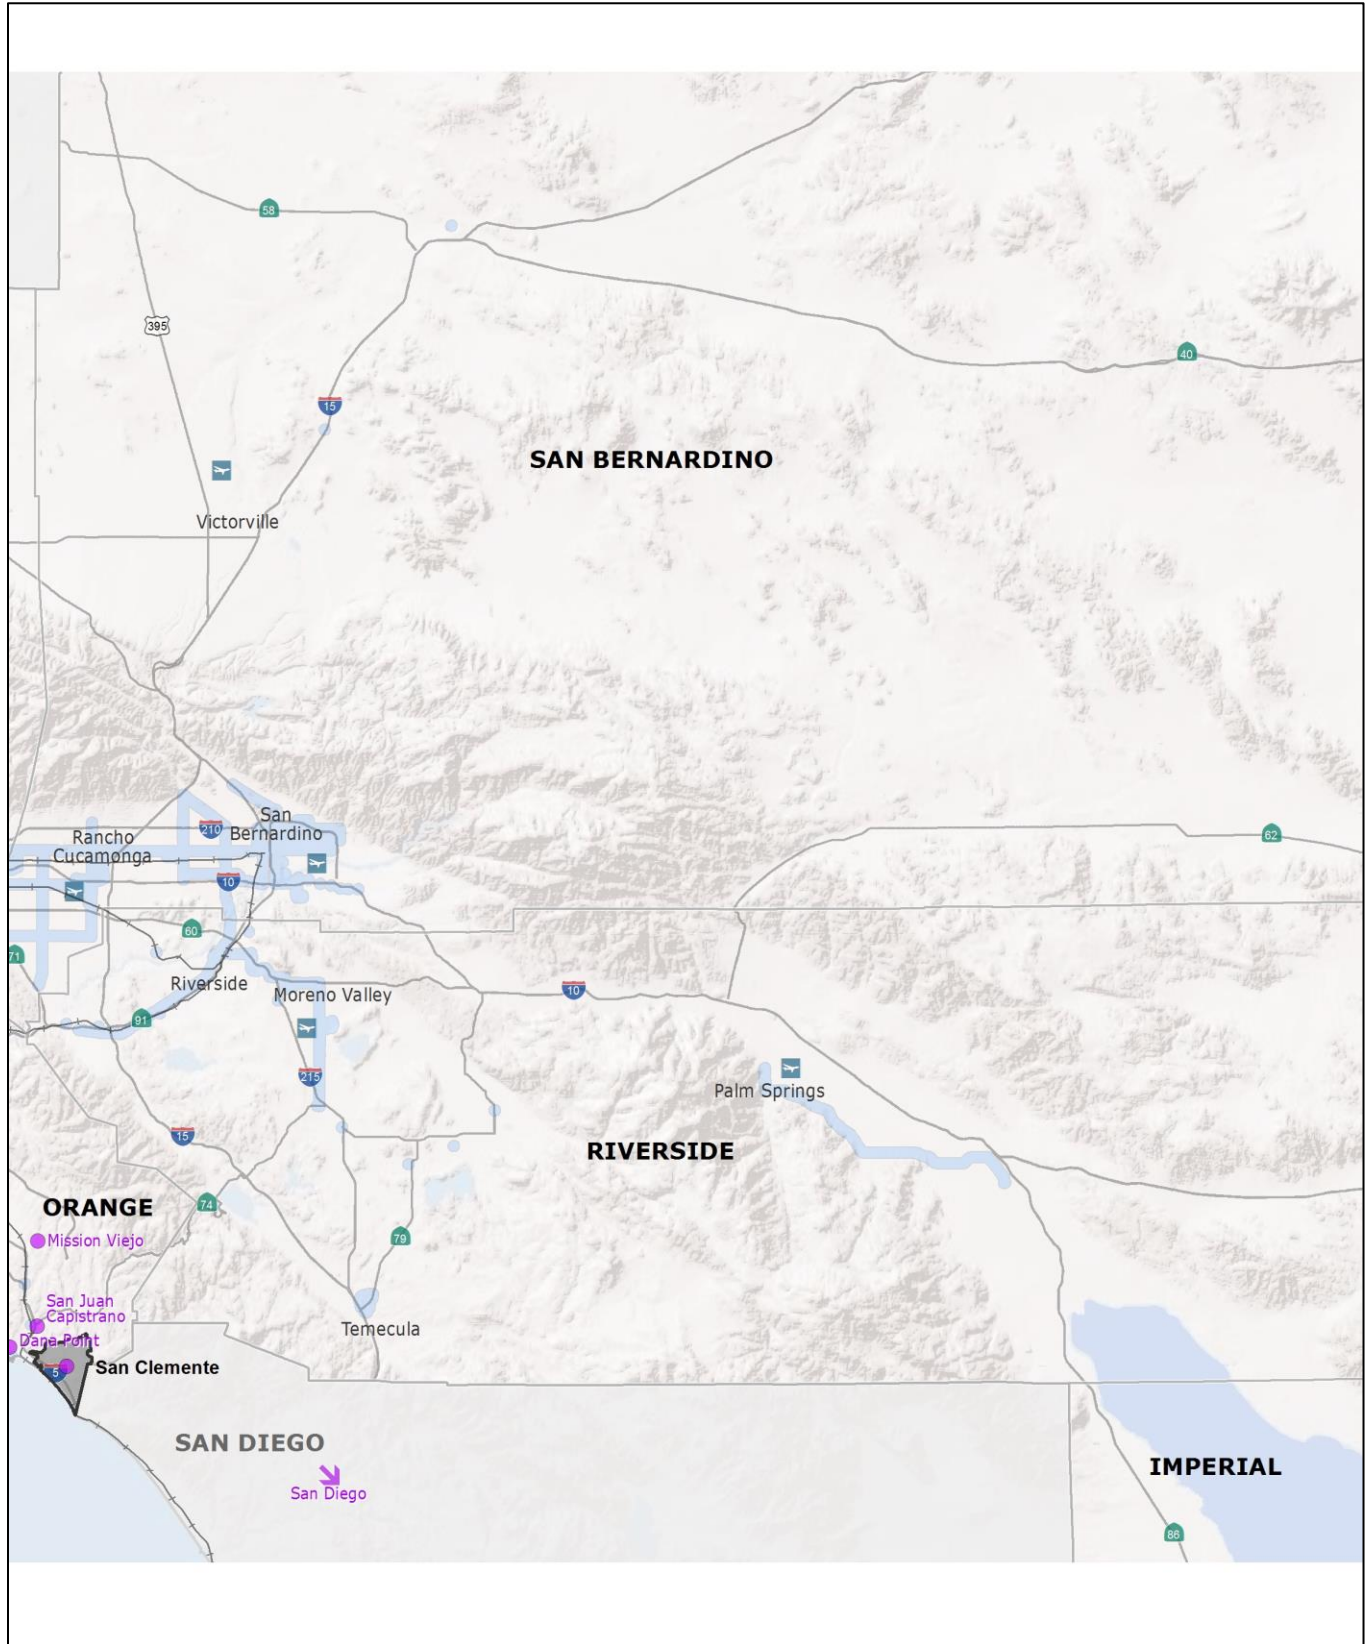 58
395
40
15
SAN BERNARDINO
Victorville
San
Bernardino
210
Rancho
Cucamonga
62
10
60
71
Riverside
Moreno Valley
10
91
215
Palm Springs
15
RIVERSIDE
74
ORANGE
79
Mission Viejo
San Juan
Capistrano
Temecula
Dana Point
San Clemente
5
SAN DIEGO
San Diego
IMPERIAL
86